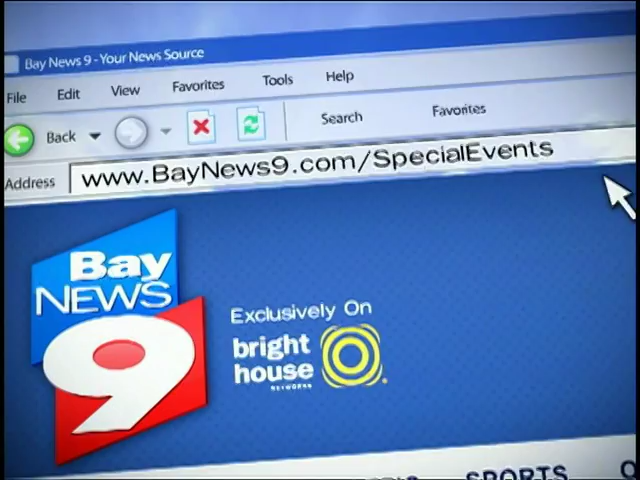 Bay News 9 - Your News Source
File Edit View Favorites Tools Help
Back Search Favorites
Address www.BayNews9.com/SpecialEvents
Bay
NEWS
9
Exclusively On
bright
house
NETWORKS
SPORTS